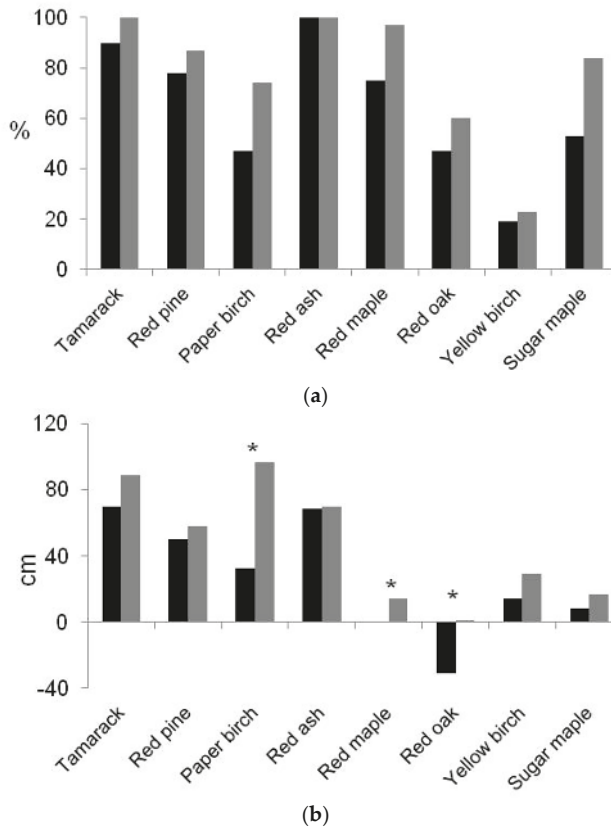 100
80
60
%
40
20
0
Tamarack
Red pine
Paper birch
Red ash
Red maple
Red oak
Yellow birch
Sugar maple
(a)
120
*
80
cm
40
*
*
0
-40
Tamarack
Red pine
Paper birch
Red ash
Red maple
Red oak
Yellow birch
Sugar maple
(b)